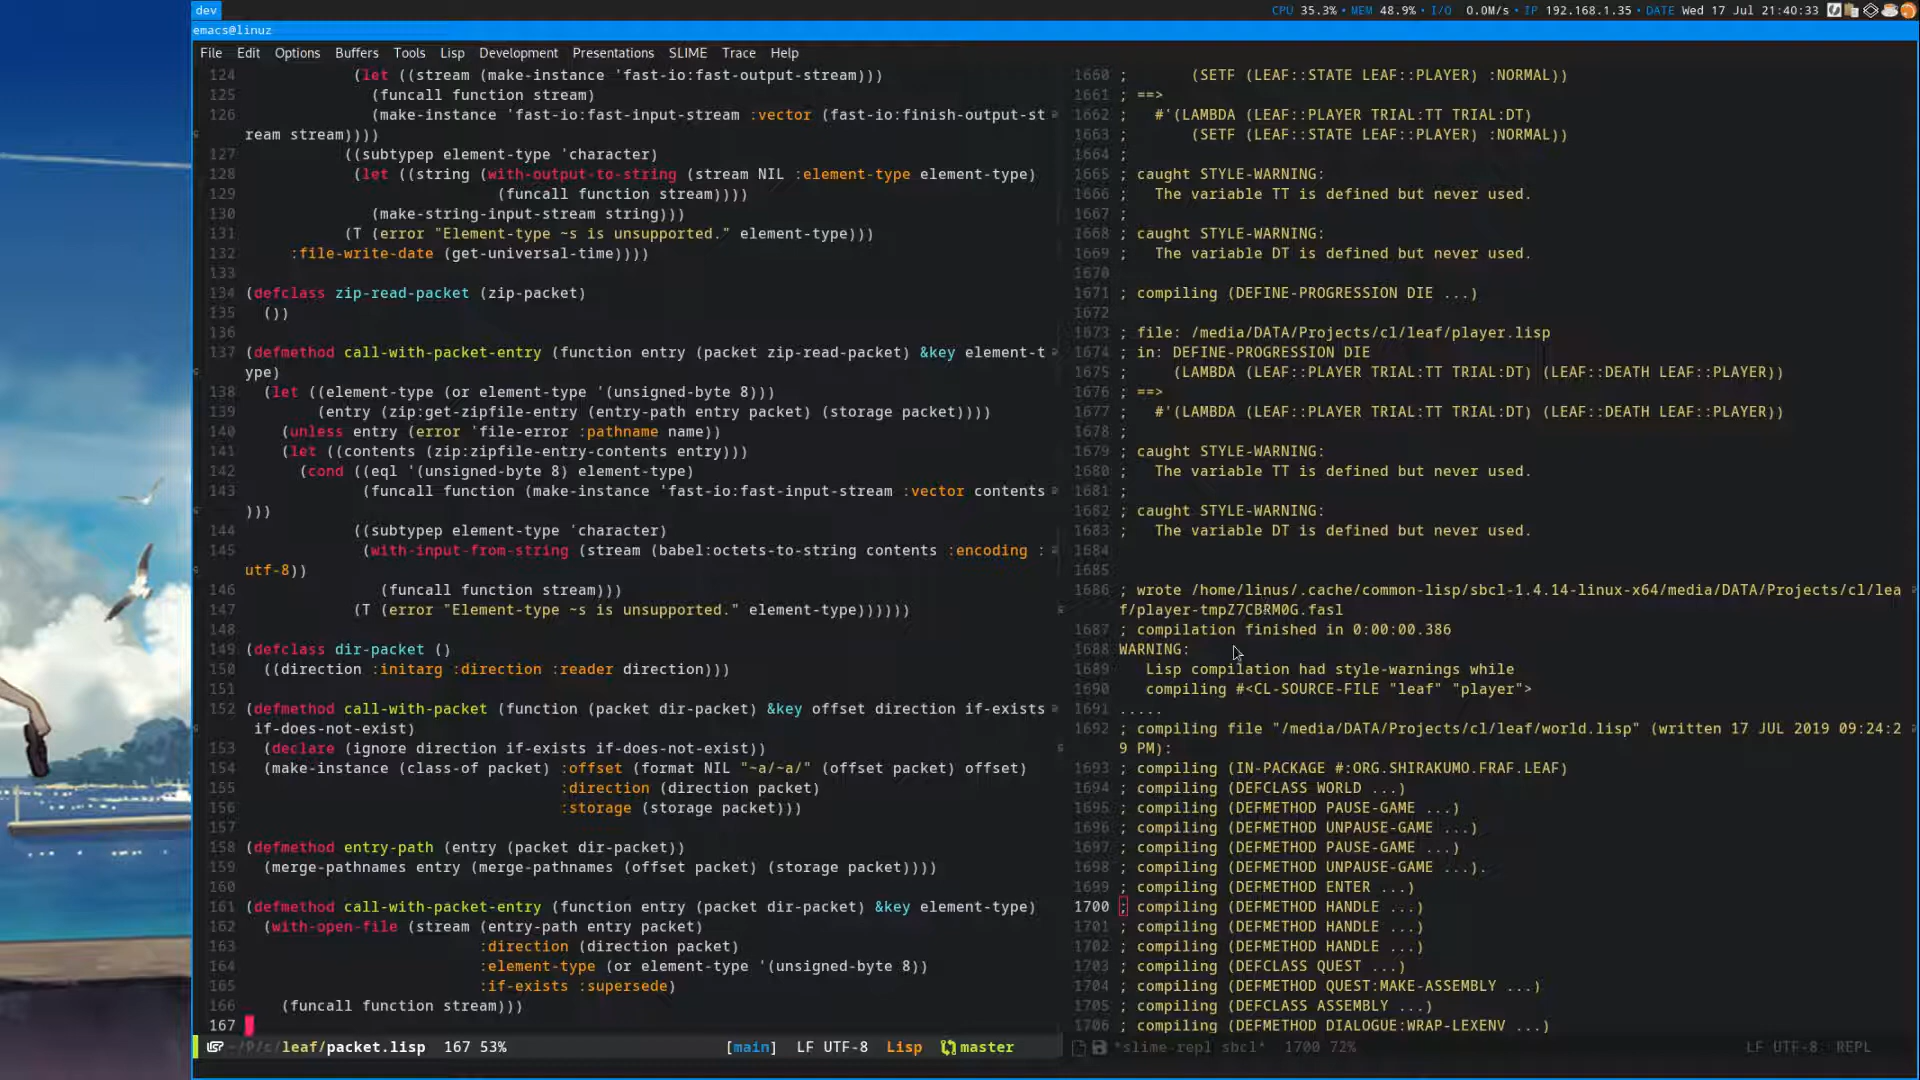 dev
CPU 35.3% • MEM 48.9% • I/O 0.0M/s • IP 192.168.1.35 • DATE Wed 17 Jul 21:40:33
emacs@linuz
File Edit Options Buffers Tools Lisp Development Presentations SLIME Trace Help
124 (let ((stream (make-instance 'fast-io:fast-output-stream)))
125 (funcall function stream)
126 (make-instance 'fast-io:fast-input-stream :vector (fast-io:finish-output-st
ream stream))))
127 ((subtypep element-type 'character)
128 (let ((string (with-output-to-string (stream NIL :element-type element-type)
129 (funcall function stream))))
130 (make-string-input-stream string)))
131 (T (error "Element-type ~s is unsupported." element-type)))
132 :file-write-date (get-universal-time))))
133
134 (defclass zip-read-packet (zip-packet)
135 ())
136
137 (defmethod call-with-packet-entry (function entry (packet zip-read-packet) &key element-t
ype)
138 (let ((element-type (or element-type '(unsigned-byte 8)))
139 (entry (zip:get-zipfile-entry (entry-path entry packet) (storage packet))))
140 (unless entry (error 'file-error :pathname name))
141 (let ((contents (zip:zipfile-entry-contents entry)))
142 (cond ((eql '(unsigned-byte 8) element-type)
143 (funcall function (make-instance 'fast-io:fast-input-stream :vector contents
)))
144 ((subtypep element-type 'character)
145 (with-input-from-string (stream (babel:octets-to-string contents :encoding :
utf-8))
146 (funcall function stream)))
147 (T (error "Element-type ~s is unsupported." element-type))))))
148
149 (defclass dir-packet ()
150 ((direction :initarg :direction :reader direction)))
151
152 (defmethod call-with-packet (function (packet dir-packet) &key offset direction if-exists
if-does-not-exist)
153 (declare (ignore direction if-exists if-does-not-exist))
154 (make-instance (class-of packet) :offset (format NIL "~a/~a/" (offset packet) offset)
155 :direction (direction packet)
156 :storage (storage packet)))
157
158 (defmethod entry-path (entry (packet dir-packet))
159 (merge-pathnames entry (merge-pathnames (offset packet) (storage packet))))
160
161 (defmethod call-with-packet-entry (function entry (packet dir-packet) &key element-type)
162 (with-open-file (stream (entry-path entry packet)
163 :direction (direction packet)
164 :element-type (or element-type '(unsigned-byte 8))
165 :if-exists :supersede)
166 (funcall function stream)))
167
~/P/c/leaf/packet.lisp 167 53% [main] LF UTF-8 Lisp master
1660 ; (SETF (LEAF::STATE LEAF::PLAYER) :NORMAL))
1661 ; ==>
1662 ; #'(LAMBDA (LEAF::PLAYER TRIAL:TT TRIAL:DT)
1663 ; (SETF (LEAF::STATE LEAF::PLAYER) :NORMAL))
1664 ;
1665 ; caught STYLE-WARNING:
1666 ; The variable TT is defined but never used.
1667 ;
1668 ; caught STYLE-WARNING:
1669 ; The variable DT is defined but never used.
1670
1671 ; compiling (DEFINE-PROGRESSION DIE ...)
1672
1673 ; file: /media/DATA/Projects/cl/leaf/player.lisp
1674 ; in: DEFINE-PROGRESSION DIE
1675 ; (LAMBDA (LEAF::PLAYER TRIAL:TT TRIAL:DT) (LEAF::DEATH LEAF::PLAYER))
1676 ; ==>
1677 ; #'(LAMBDA (LEAF::PLAYER TRIAL:TT TRIAL:DT) (LEAF::DEATH LEAF::PLAYER))
1678 ;
1679 ; caught STYLE-WARNING:
1680 ; The variable TT is defined but never used.
1681 ;
1682 ; caught STYLE-WARNING:
1683 ; The variable DT is defined but never used.
1684
1685
1686 ; wrote /home/linus/.cache/common-lisp/sbcl-1.4.14-linux-x64/media/DATA/Projects/cl/lea
f/player-tmpZ7CBRM0G.fasl
1687 ; compilation finished in 0:00:00.386
1688 WARNING:
1689 Lisp compilation had style-warnings while
1690 compiling #<CL-SOURCE-FILE "leaf" "player">
1691 .....
1692 ; compiling file "/media/DATA/Projects/cl/leaf/world.lisp" (written 17 JUL 2019 09:24:2
9 PM):
1693 ; compiling (IN-PACKAGE #:ORG.SHIRAKUMO.FRAF.LEAF)
1694 ; compiling (DEFCLASS WORLD ...)
1695 ; compiling (DEFMETHOD PAUSE-GAME ...)
1696 ; compiling (DEFMETHOD UNPAUSE-GAME ...)
1697 ; compiling (DEFMETHOD PAUSE-GAME ...)
1698 ; compiling (DEFMETHOD UNPAUSE-GAME ...).
1699 ; compiling (DEFMETHOD ENTER ...)
1700 ; compiling (DEFMETHOD HANDLE ...)
1701 ; compiling (DEFMETHOD HANDLE ...)
1702 ; compiling (DEFMETHOD HANDLE ...)
1703 ; compiling (DEFCLASS QUEST ...)
1704 ; compiling (DEFMETHOD QUEST:MAKE-ASSEMBLY ...)
1705 ; compiling (DEFCLASS ASSEMBLY ...)
1706 ; compiling (DEFMETHOD DIALOGUE:WRAP-LEXENV ...)
*slime-repl sbcl* 1700 72% LF UTF-8 REPL